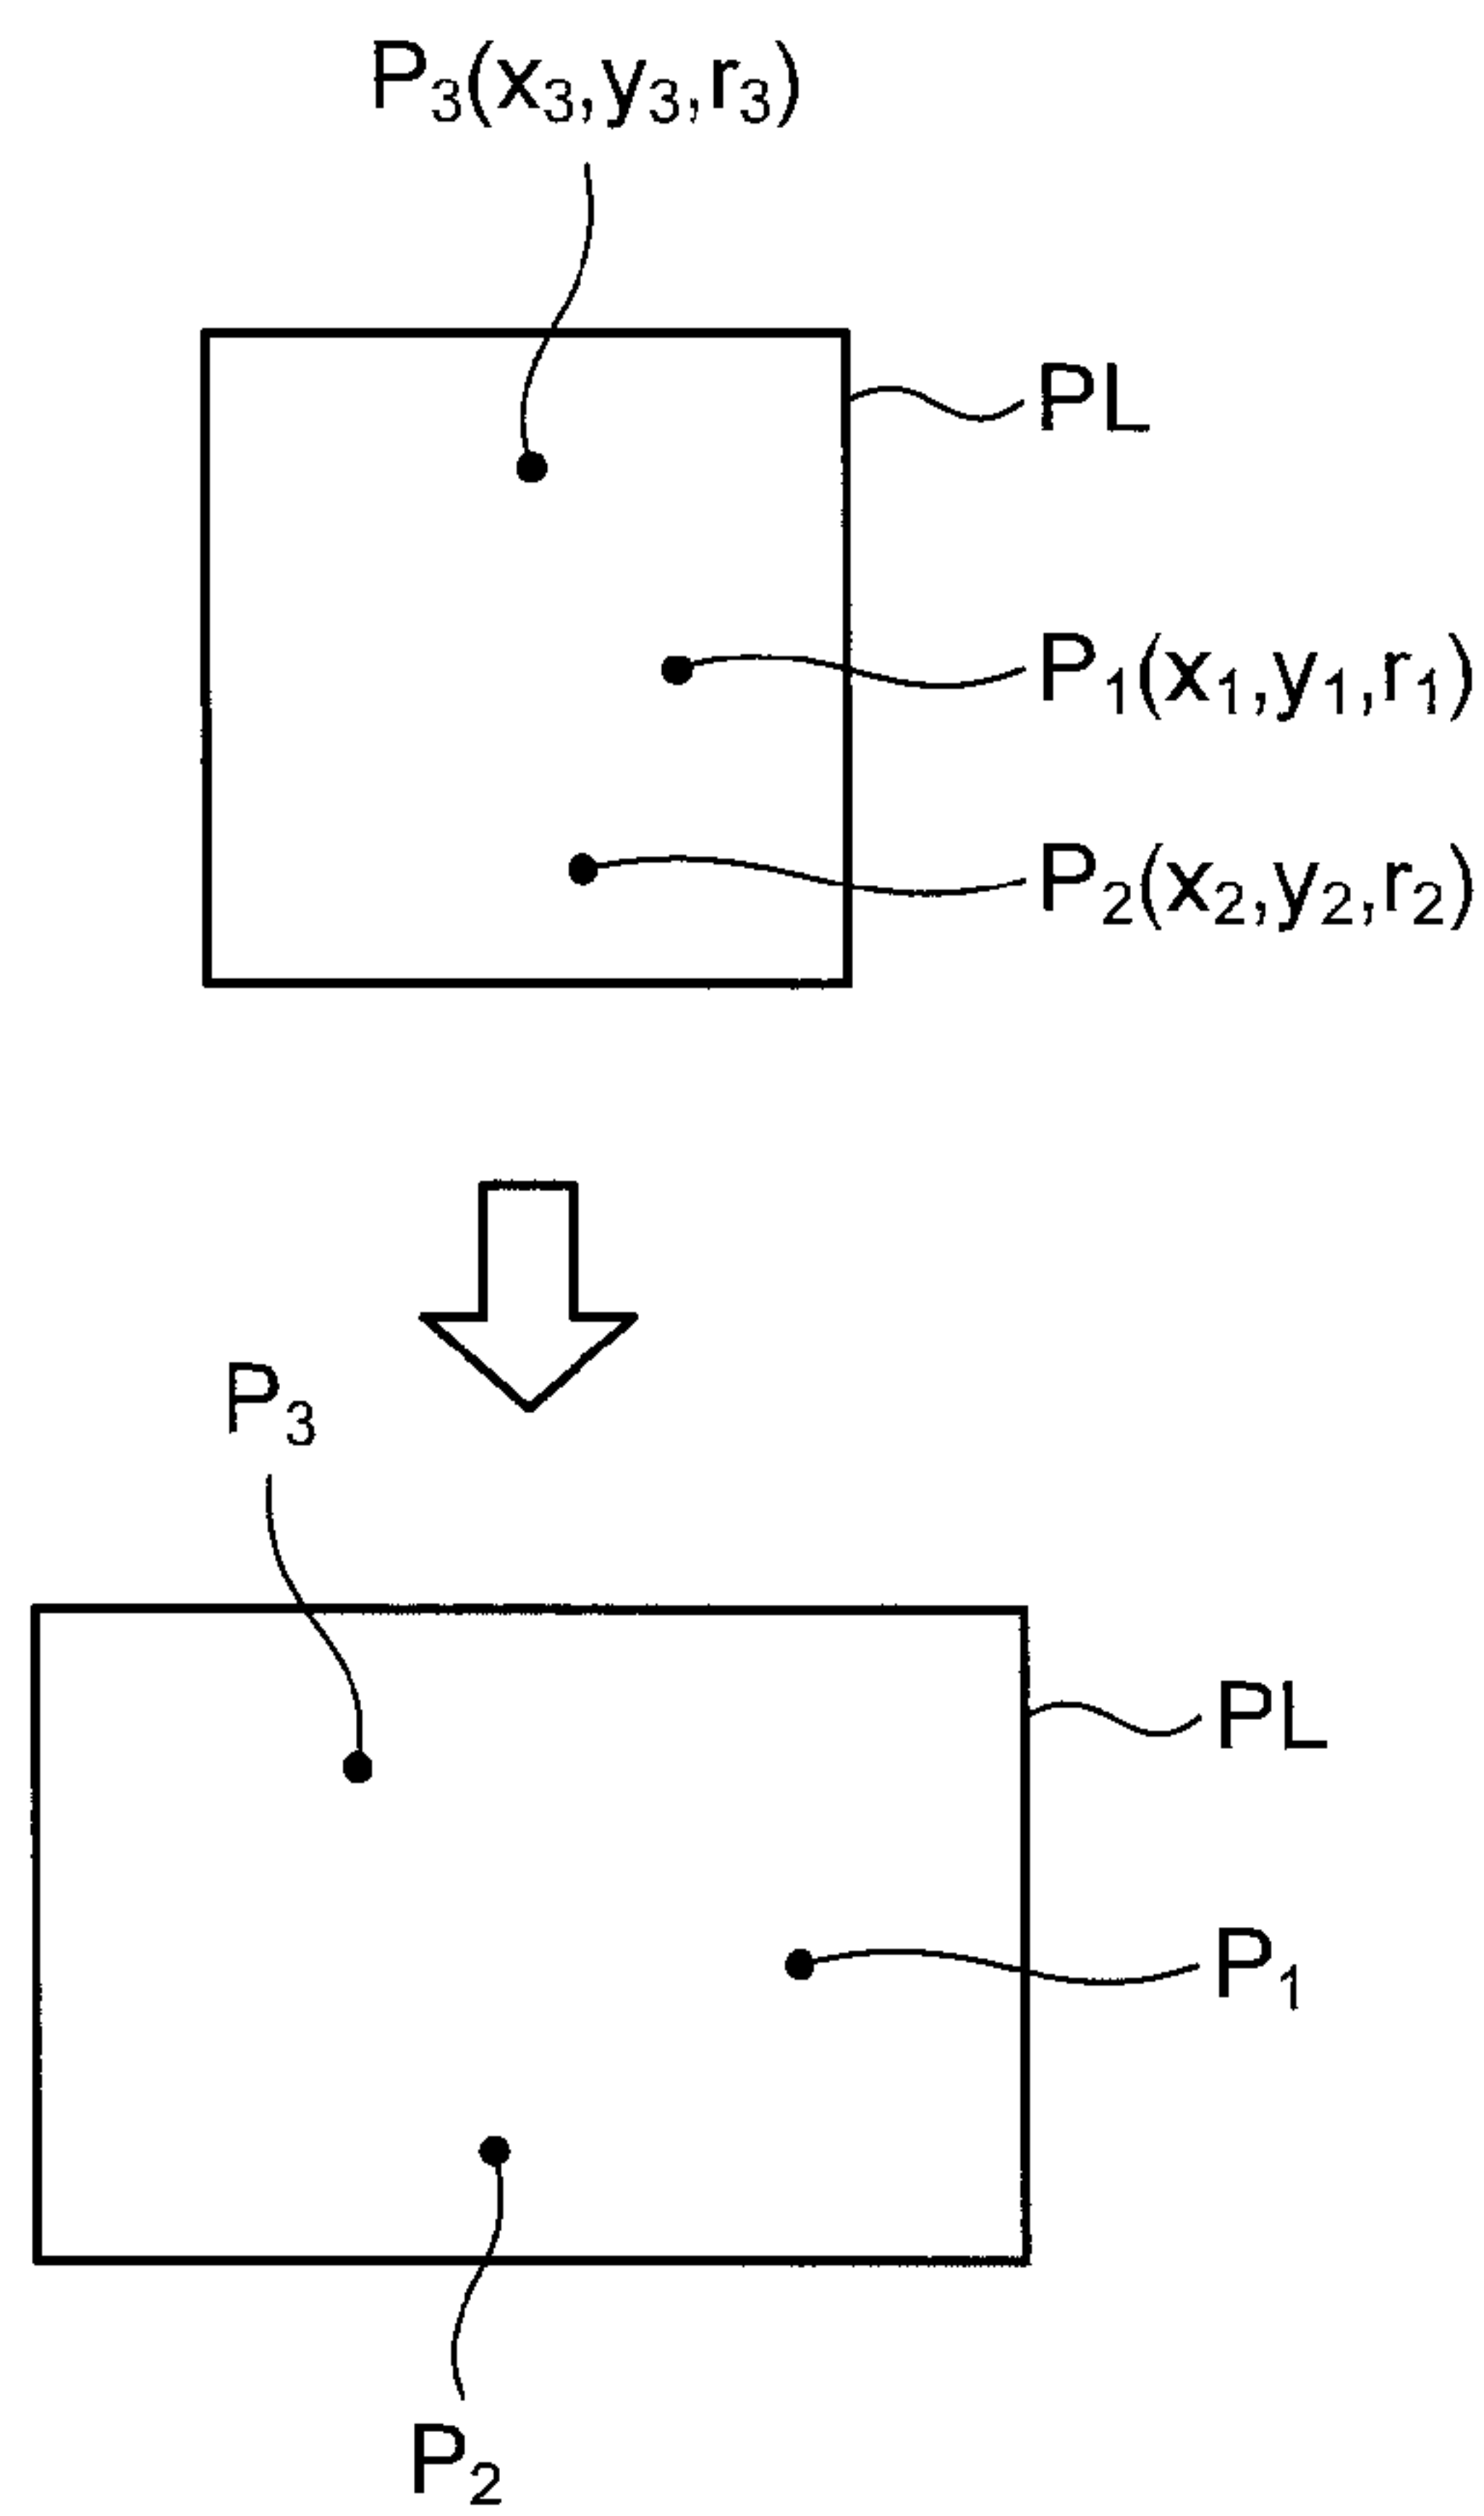 P3(x3,y3,r3)
PL
P1(x1,y1,r1)
P2(x2,y2,r2)
P3
PL
P1
P2